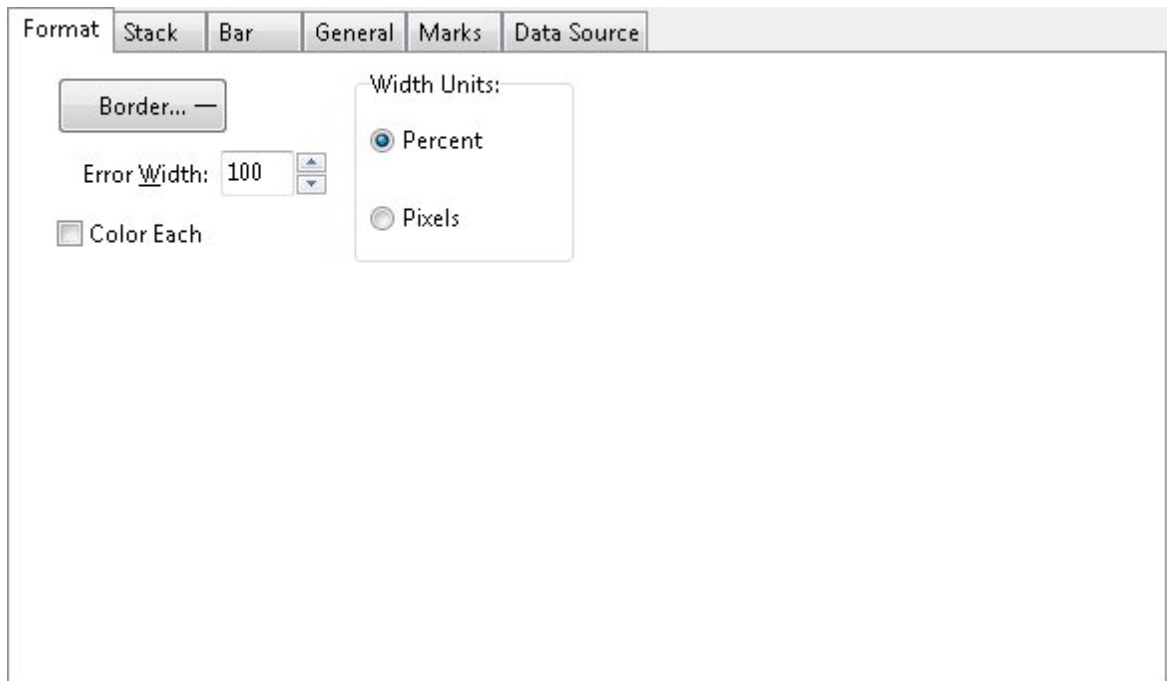 Format Stack Bar General Marks Data Source
Border...
Width Units:
Percent
Error Width: 100
Pixels
Color Each